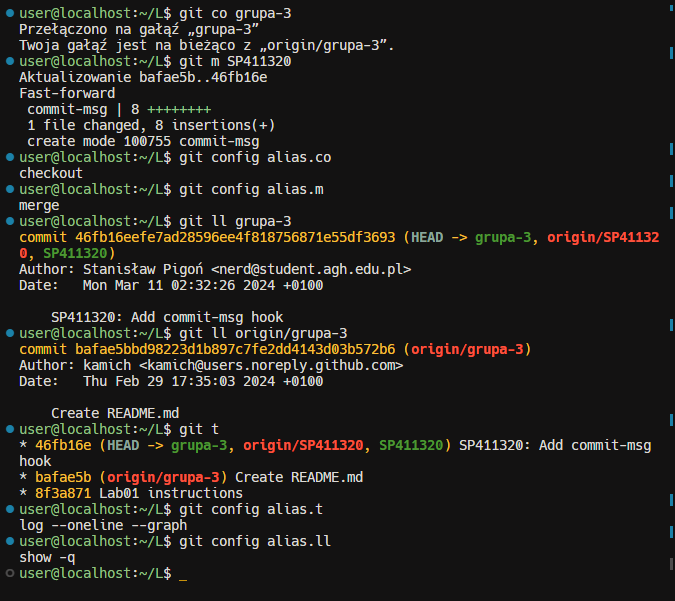 user@localhost:~/L$ git co grupa-3
Przełączono na gałąź „grupa-3”
Twoja gałąź jest na bieżąco z „origin/grupa-3”.
user@localhost:~/L$ git m SP411320
Aktualizowanie bafae5b..46fb16e
Fast-forward
 commit-msg | 8 ++++++++
 1 file changed, 8 insertions(+)
 create mode 100755 commit-msg
user@localhost:~/L$ git config alias.co
checkout
user@localhost:~/L$ git config alias.m
merge
user@localhost:~/L$ git ll grupa-3
commit 46fb16eefe7ad28596ee4f818756871e55df3693 (HEAD -> grupa-3, origin/SP41132
0, SP411320)
Author: Stanisław Pigoń <nerd@student.agh.edu.pl>
Date:   Mon Mar 11 02:32:26 2024 +0100
    SP411320: Add commit-msg hook
user@localhost:~/L$ git ll origin/grupa-3
commit bafae5bbd98223d1b897c7fe2dd4143d03b572b6 (origin/grupa-3)
Author: kamich <kamich@users.noreply.github.com>
Date:   Thu Feb 29 17:35:03 2024 +0100
    Create README.md
user@localhost:~/L$ git t
* 46fb16e (HEAD -> grupa-3, origin/SP411320, SP411320) SP411320: Add commit-msg
hook
* bafae5b (origin/grupa-3) Create README.md
* 8f3a871 Lab01 instructions
user@localhost:~/L$ git config alias.t
log --oneline --graph
user@localhost:~/L$ git config alias.ll
show -q
user@localhost:~/L$ _